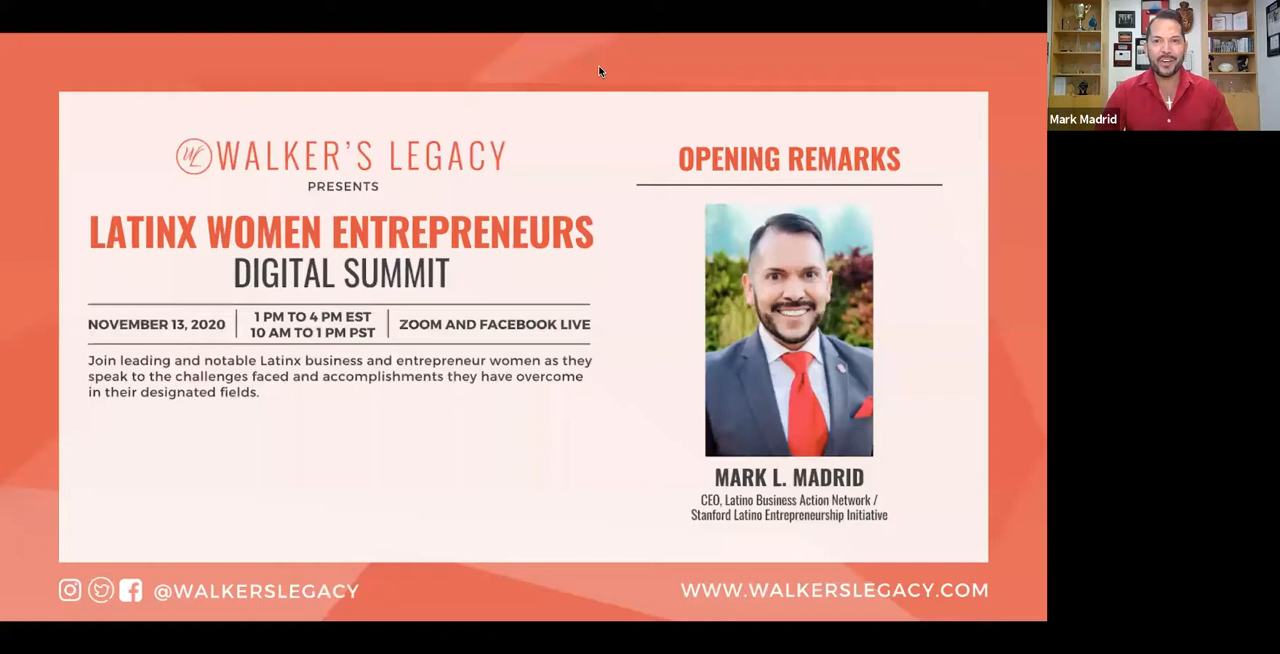 WALKER'S LEGACY
PRESENTS
LATINX WOMEN ENTREPRENEURS
DIGITAL SUMMIT
NOVEMBER 13, 2020
1 PM TO 4 PM EST
10 AM TO 1 PM PST
ZOOM AND FACEBOOK LIVE
Join leading and notable Latinx business and entrepreneur women as they
speak to the challenges faced and accomplishments they have overcome
in their designated fields.
OPENING REMARKS
MARK L. MADRID
CEO, Latino Business Action Network /
Stanford Latino Entrepreneurship Initiative
@WALKERSLEGACY
WWW.WALKERSLEGACY.COM
Mark Madrid